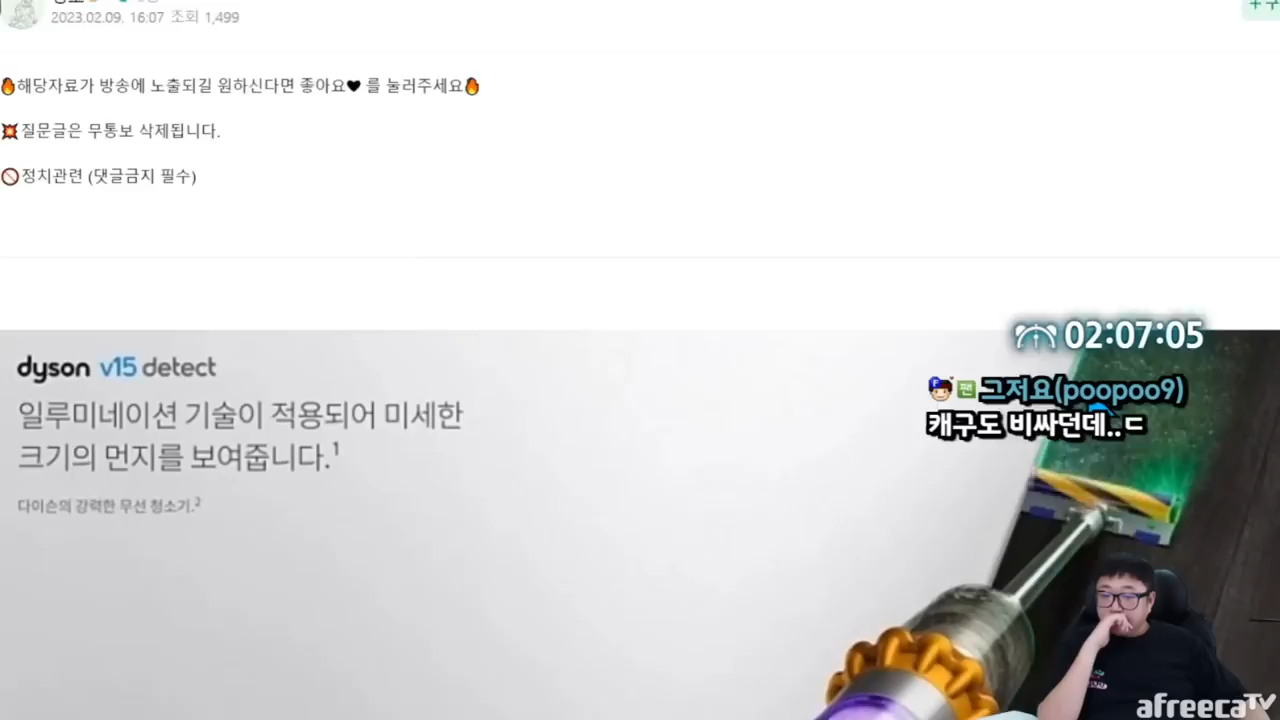 2023.02.09. 16:07 조회 1,499
해당자료가 방송에 노출되길 원하신다면 좋아요🖤 를 눌러주세요
질문글은 무통보 삭제됩니다.
정치관련 (댓글금지 필수)
02:07:05
dyson v15 detect
일루미네이션 기술이 적용되어 미세한
크기의 먼지를 보여줍니다.1
다이슨의 강력한 무선 청소기.2
팬 그저요(poopoo9)
캐구도 비싸던데..ㄷ
afreecaTV